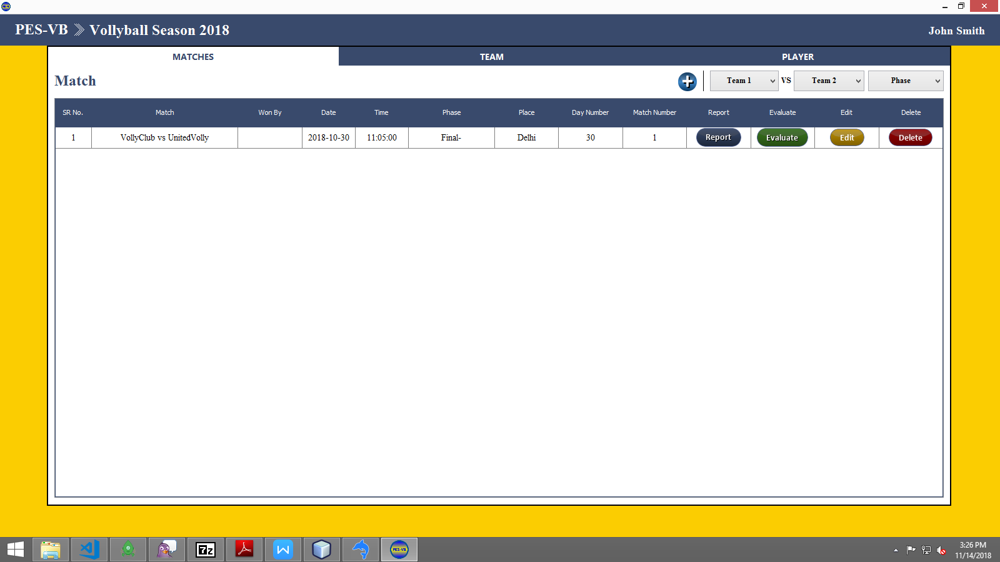 PES-VB Vollyball Season 2018 John Smith
MATCHES TEAM PLAYER
Match Team 1 VS Team 2 Phase
SR No. Match Won By Date Time Phase Place Day Number Match Number Report Evaluate Edit Delete
1 VollyClub vs UnitedVolly 2018-10-30 11:05:00 Final- Delhi 30 1 Report Evaluate Edit Delete
7z PES-VB
3:26 PM
11/14/2018